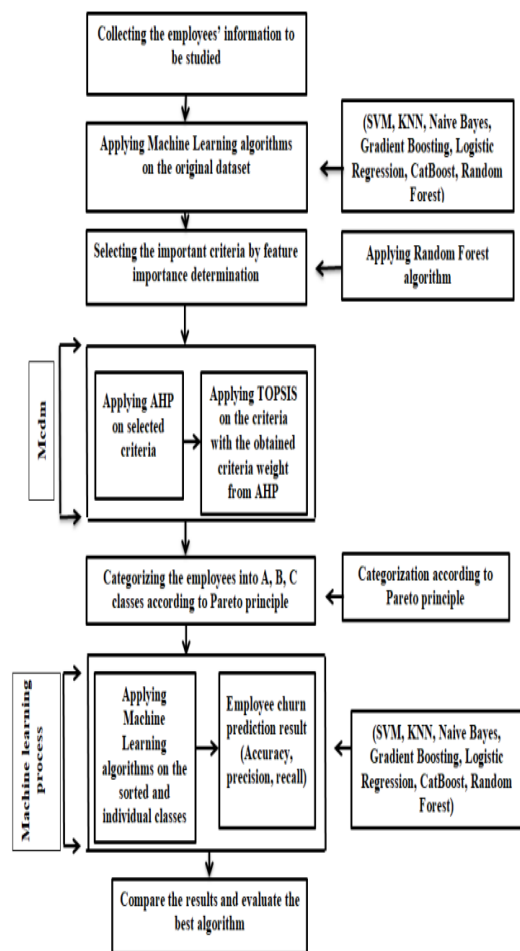 Collecting the employees' information to
be studied
Applying Machine Learning algorithms
on the original dataset
(SVM, KNN, Naive Bayes,
Gradient Boosting, Logistic
Regression, CatBoost, Random
Forest)
Selecting the important criteria by feature
importance determination
Applying Random Forest
algorithm
Mcdm
Applying AHP
on selected
criteria
Applying TOPSIS
on the criteria
with the obtained
criteria weight
from AHP
Categorizing the employees into A, B, C
classes according to Pareto principle
Categorization according to
Pareto principle
Machine learning
process
Applying
Machine
Learning
algorithms on the
sorted and
individual classes
Employee churn
prediction result
(Accuracy,
precision, recall)
(SVM, KNN, Naive Bayes,
Gradient Boosting, Logistic
Regression, CatBoost, Random
Forest)
Compare the results and evaluate the
best algorithm